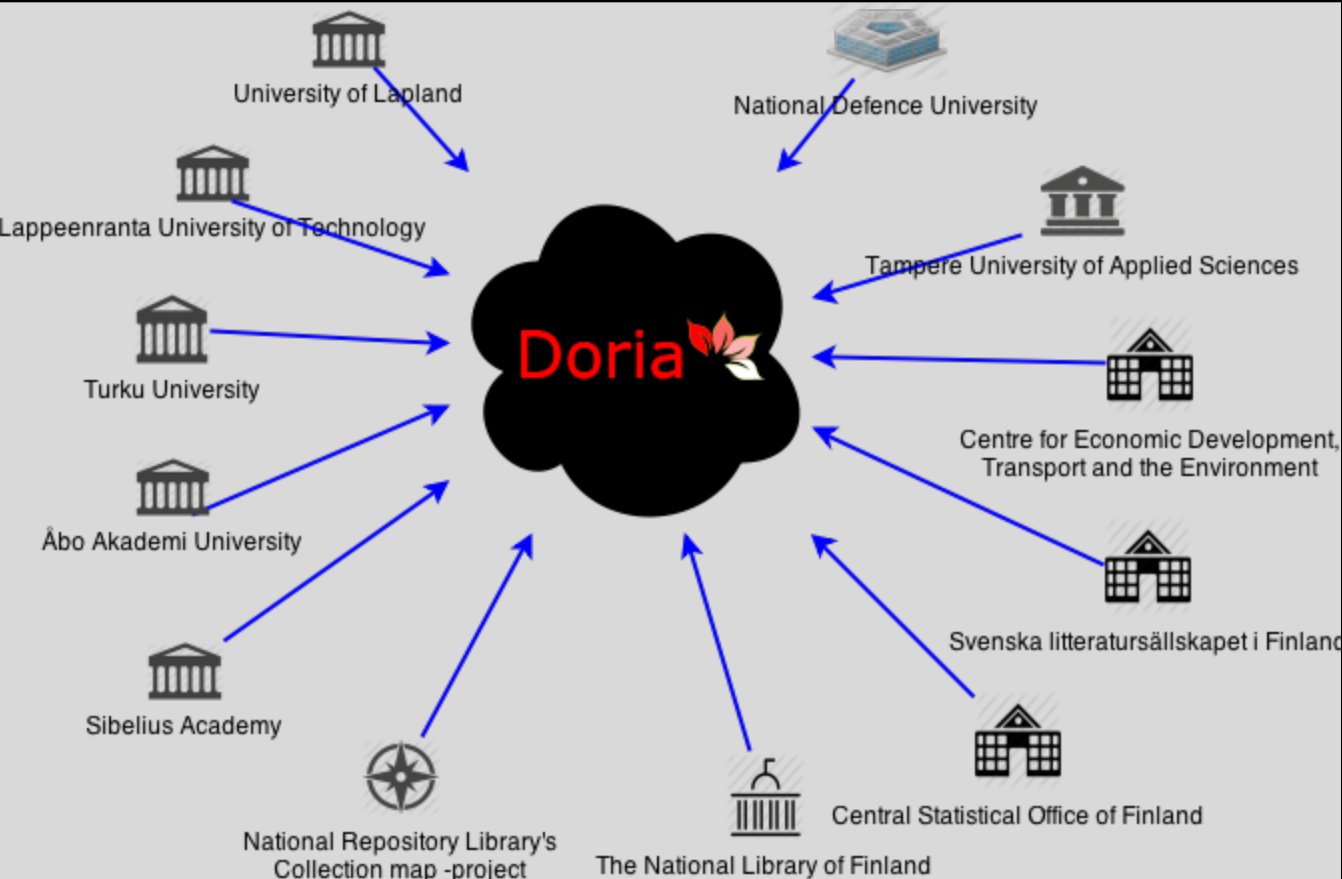 University of Lapland
National Defence University
Lappeenranta University of Technology
Tampere University of Applied Sciences
Doria
Turku University
Centre for Economic Development,
Transport and the Environment
Åbo Akademi University
Svenska litteratursällskapet i Finland
Sibelius Academy
Central Statistical Office of Finland
National Repository Library's
Collection map -project
The National Library of Finland